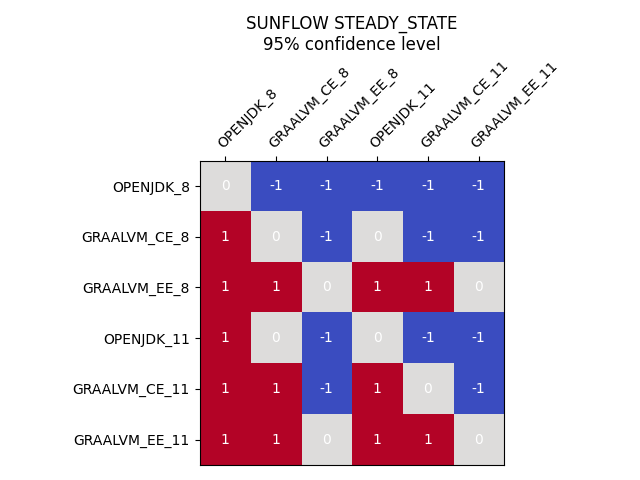 SUNFLOW STEADY_STATE
95% confidence level
OPENJDK_8 GRAALVM_CE_8 GRAALVM_EE_8 OPENJDK_11 GRAALVM_CE_11 GRAALVM_EE_11
OPENJDK_8 0 -1 -1 -1 -1 -1
GRAALVM_CE_8 1 0 -1 0 -1 -1
GRAALVM_EE_8 1 1 0 1 1 0
OPENJDK_11 1 0 -1 0 -1 -1
GRAALVM_CE_11 1 1 -1 1 0 -1
GRAALVM_EE_11 1 1 0 1 1 0